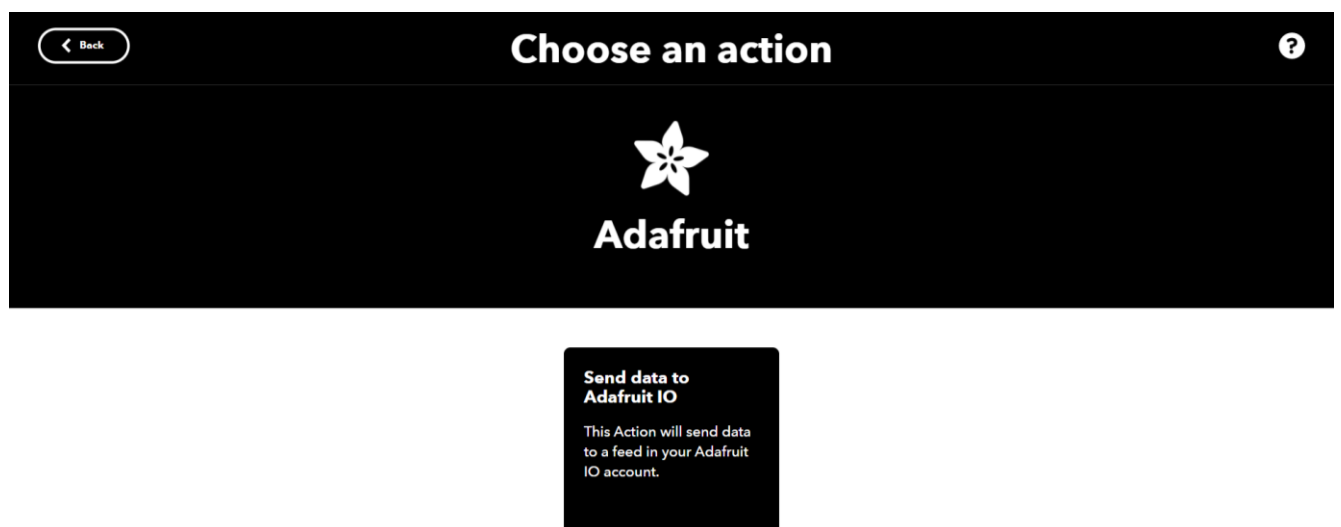 Back
Choose an action
?
Adafruit
Send data to
Adafruit IO
This Action will send data
to a feed in your Adafruit
IO account.